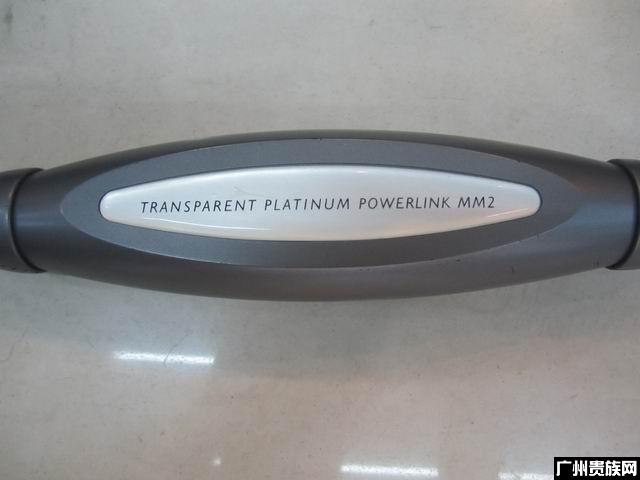 TRANSPARENT PLATINUM POWERLINK MM2
广州贵族网